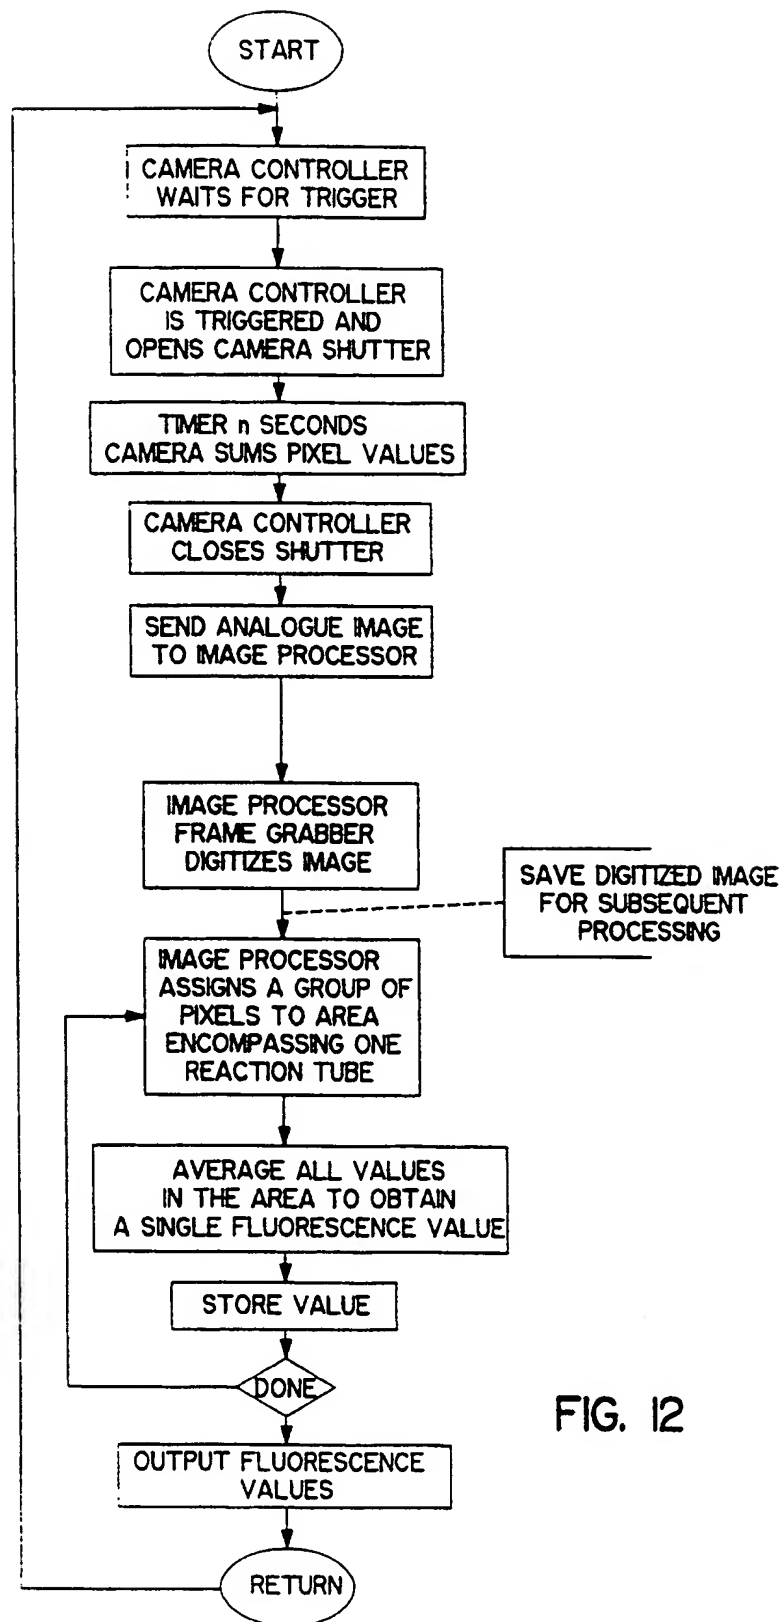 START
CAMERA CONTROLLER
WAITS FOR TRIGGER
CAMERA CONTROLLER
IS TRIGGERED AND
OPENS CAMERA SHUTTER
TIMER n SECONDS
CAMERA SUMS PIXEL VALUES
CAMERA CONTROLLER
CLOSES SHUTTER
SEND ANALOGUE IMAGE
TO IMAGE PROCESSOR
IMAGE PROCESSOR
FRAME GRABBER
DIGITIZES IMAGE
SAVE DIGITIZED IMAGE
FOR SUBSEQUENT
PROCESSING
IMAGE PROCESSOR
ASSIGNS A GROUP OF
PIXELS TO AREA
ENCOMPASSING ONE
REACTION TUBE
AVERAGE ALL VALUES
IN THE AREA TO OBTAIN
A SINGLE FLUORESCENCE VALUE
STORE VALUE
DONE
OUTPUT FLUORESCENCE
VALUES
RETURN
FIG. 12